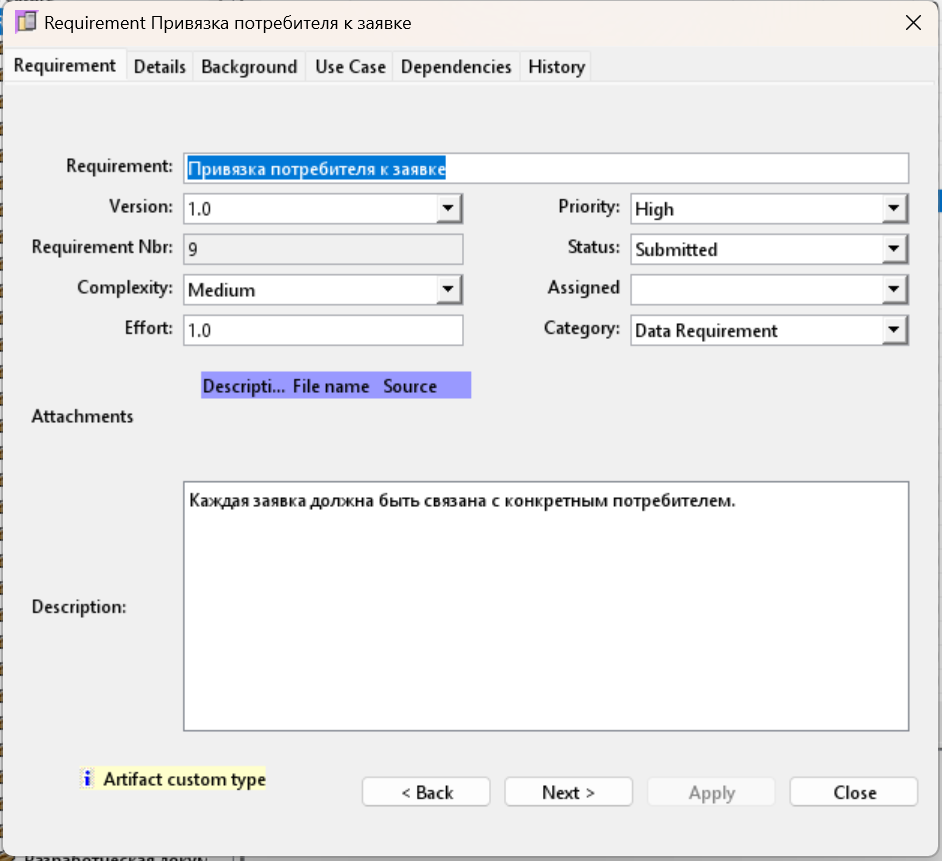 Requirement Привязка потребителя к заявке
Requirement Details Background Use Case Dependencies History
Requirement: Привязка потребителя к заявке
Version: 1.0 Priority: High
Requirement Nbr: 9 Status: Submitted
Complexity: Medium Assigned
Effort: 1.0 Category: Data Requirement
Descripti... File name Source
Attachments
Каждая заявка должна быть связана с конкретным потребителем.
Description:
i Artifact custom type
< Back Next > Apply Close